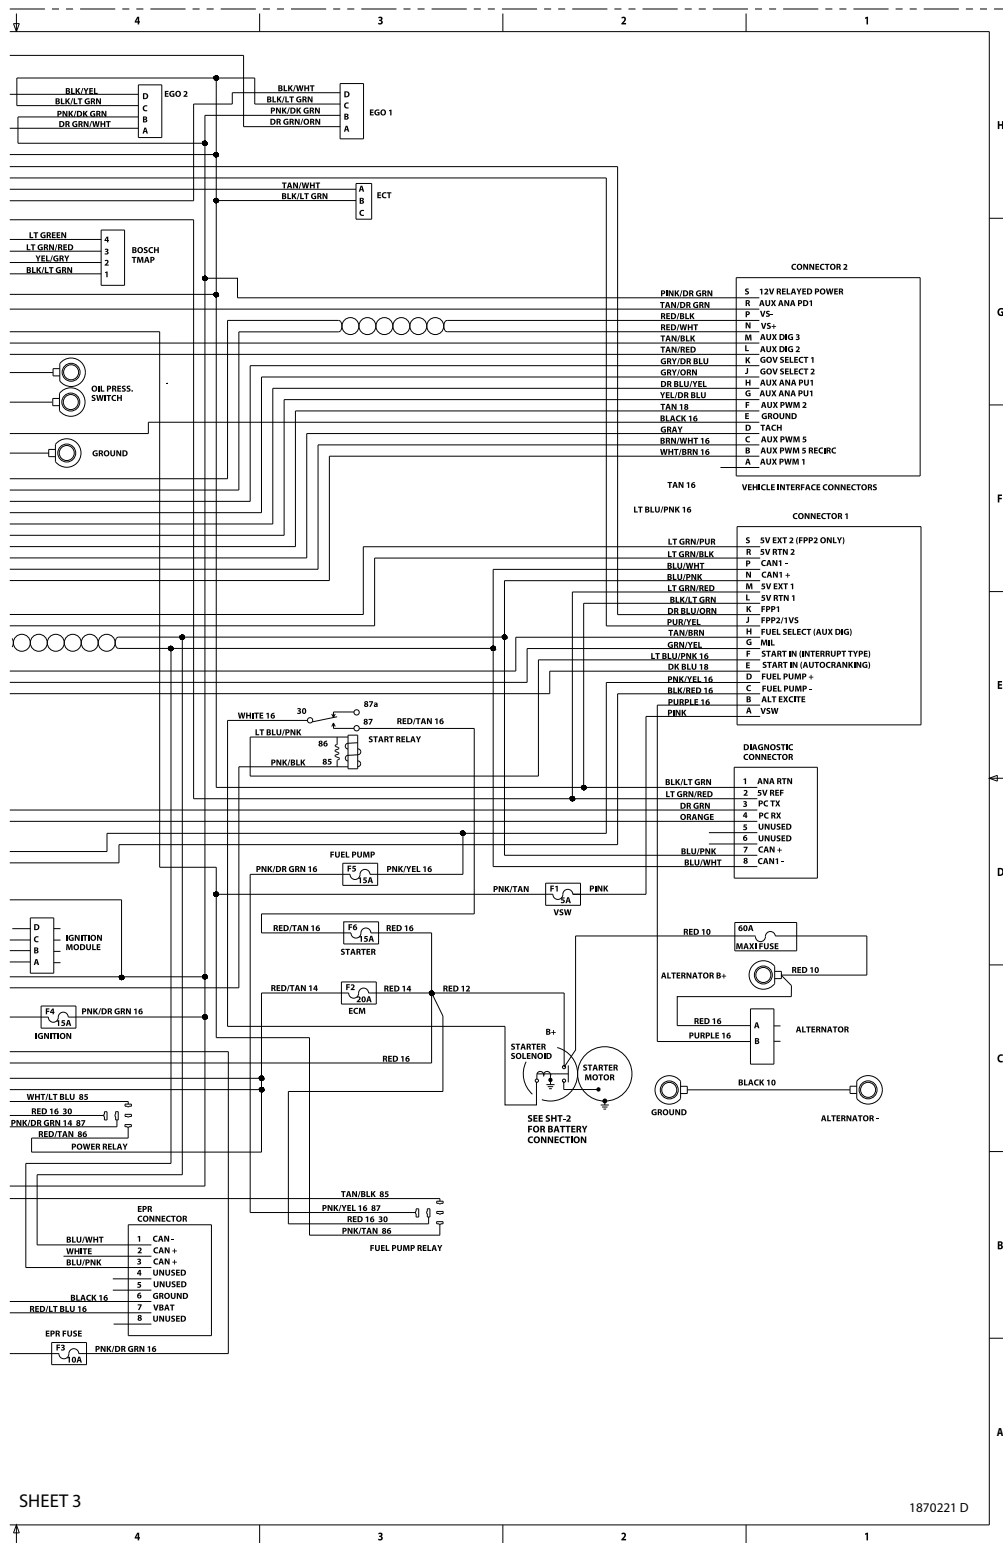 4 3 2 1
H
G
F
E
D
C
B
A
BLK/YEL
BLK/LT GRN
PNK/DK GRN
DR GRN/WHT
D
C
B
A
EGO 2
BLK/WHT
BLK/LT GRN
PNK/DK GRN
DR GRN/ORN
D
C
B
A
EGO 1
TAN/WHT
BLK/LT GRN
A
B
C
ECT
LT GREEN 4
LT GRN/RED 3
YEL/GRY 2
BLK/LT GRN 1
BOSCH
TMAP
OIL PRESS.
SWITCH
GROUND
CONNECTOR 2
PINK/DR GRN S 12V RELAYED POWER
TAN/DR GRN R AUX ANA PD1
RED/BLK P VS-
RED/WHT N VS+
TAN/BLK M AUX DIG 3
TAN/RED L AUX DIG 2
GRY/DR BLU K GOV SELECT 1
GRY/ORN J GOV SELECT 2
DR BLU/YEL H AUX ANA PU1
YEL/DR BLU G AUX ANA PU1
TAN 18 F AUX PWM 2
BLACK 16 E GROUND
GRAY D TACH
BRN/WHT 16 C AUX PWM 5
WHT/BRN 16 B AUX PWM 5 RECIRC
A AUX PWM 1
TAN 16
VEHICLE INTERFACE CONNECTORS
LT BLU/PNK 16
CONNECTOR 1
LT GRN/PUR S 5V EXT 2 (FPP2 ONLY)
LT GRN/BLK R 5V RTN 2
BLU/WHT P CAN1 -
BLU/PNK N CAN1 +
LT GRN/RED M 5V EXT 1
BLK/LT GRN L 5V RTN 1
DR BLU/ORN K FPP1
PUR/YEL J FPP2/1VS
TAN/BRN H FUEL SELECT (AUX DIG)
GRN/YEL G MIL
LT BLU/PNK 16 F START IN (INTERRUPT TYPE)
DK BLU 18 E START IN (AUTOCRANKING)
PNK/YEL 16 D FUEL PUMP +
BLK/RED 16 C FUEL PUMP -
PURPLE 16 B ALT EXCITE
PINK A VSW
WHITE 16
30
87a
87
RED/TAN 16
LT BLU/PNK
86
START RELAY
PNK/BLK
85
DIAGNOSTIC
CONNECTOR
BLK/LT GRN 1 ANA RTN
LT GRN/RED 2 5V REF
DR GRN 3 PC TX
ORANGE 4 PC RX
5 UNUSED
6 UNUSED
BLU/PNK 7 CAN +
BLU/WHT 8 CAN1 -
FUEL PUMP
PNK/DR GRN 16 F5 15A PNK/YEL 16
PNK/TAN F1 5A PINK
VSW
D
C
B
A
IGNITION
MODULE
RED/TAN 16 F6 15A RED 16
STARTER
RED 10
60A
MAXI FUSE
ALTERNATOR B+
RED 10
RED/TAN 14 F2 20A RED 14 RED 12
ECM
F4 15A PNK/DR GRN 16
IGNITION
RED 16 A
PURPLE 16 B
ALTERNATOR
B+
STARTER
SOLENOID
STARTER
MOTOR
RED 16
SEE SHT-2
FOR BATTERY
CONNECTION
GROUND
BLACK 10
ALTERNATOR -
WHT/LT BLU 85
RED 16 30
PNK/DR GRN 14 87
RED/TAN 86
POWER RELAY
TAN/BLK 85
PNK/YEL 16 87
RED 16 30
PNK/TAN 86
FUEL PUMP RELAY
EPR
CONNECTOR
BLU/WHT 1 CAN -
WHITE 2 CAN +
BLU/PNK 3 CAN +
4 UNUSED
5 UNUSED
BLACK 16 6 GROUND
RED/LT BLU 16 7 VBAT
8 UNUSED
EPR FUSE
F3 10A PNK/DR GRN 16
SHEET 3
1870221 D
4 3 2 1